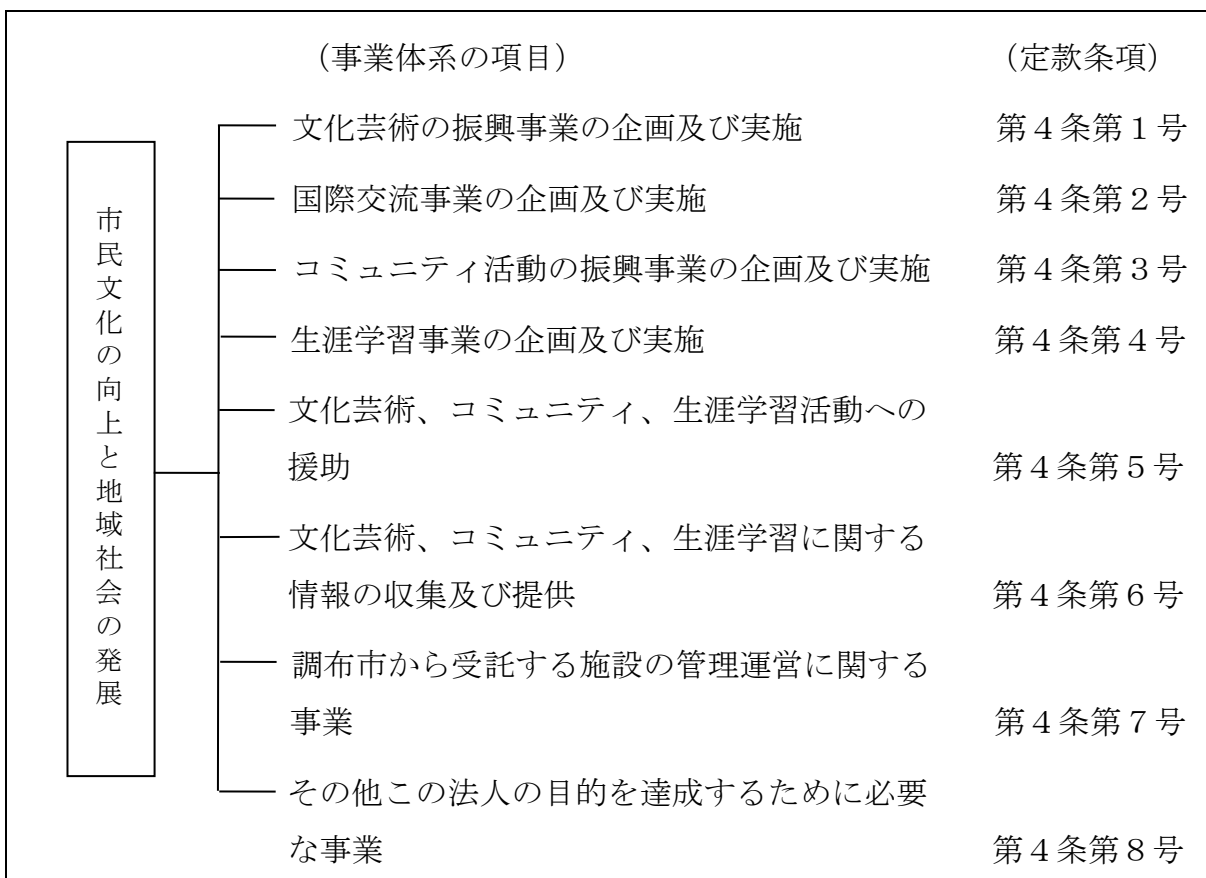 （事業体系の項目） （定款条項）
市民文化の向上と地域社会の発展
文化芸術の振興事業の企画及び実施 第４条第１号
国際交流事業の企画及び実施 第４条第２号
コミュニティ活動の振興事業の企画及び実施 第４条第３号
生涯学習事業の企画及び実施 第４条第４号
文化芸術、コミュニティ、生涯学習活動への
援助 第４条第５号
文化芸術、コミュニティ、生涯学習に関する
情報の収集及び提供 第４条第６号
調布市から受託する施設の管理運営に関する
事業 第４条第７号
その他この法人の目的を達成するために必要
な事業 第４条第８号